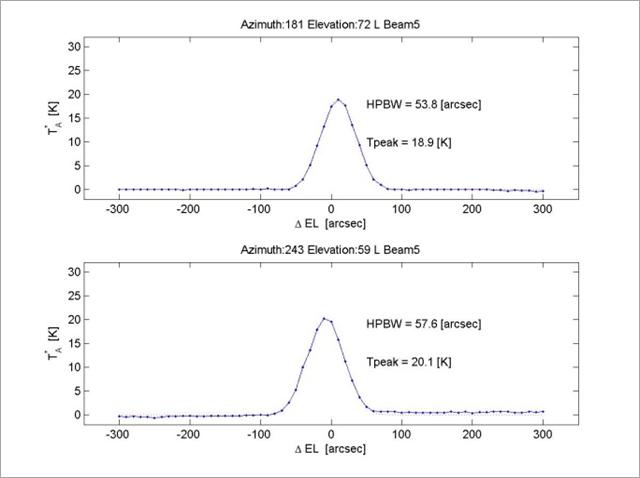 Azimuth:181 Elevation:72 L Beam5
30
25
20
15
10
5
0
T*A [K]
HPBW = 53.8 [arcsec]
Tpeak = 18.9 [K]
-300 -200 -100 0 100 200 300
Δ EL [arcsec]
Azimuth:243 Elevation:59 L Beam5
30
25
20
15
10
5
0
T*A [K]
HPBW = 57.6 [arcsec]
Tpeak = 20.1 [K]
-300 -200 -100 0 100 200 300
Δ EL [arcsec]